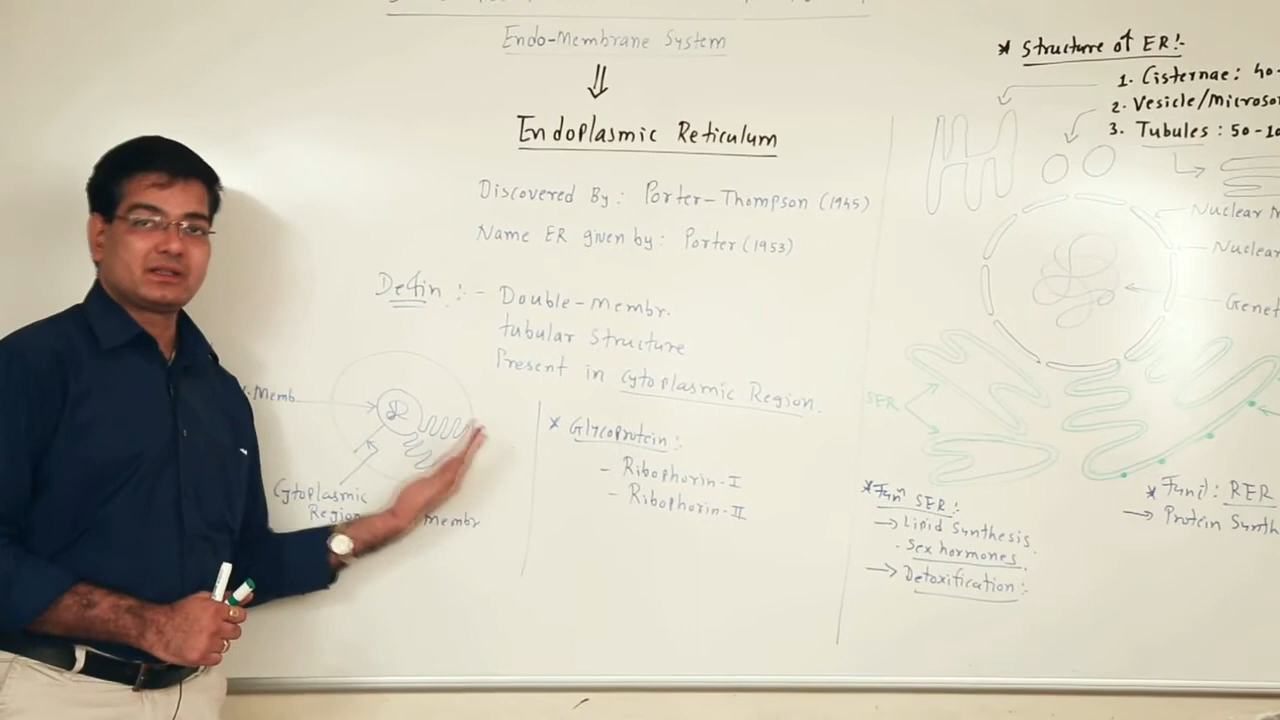 Endo-Membrane System
Endoplasmic Reticulum
Discovered By : Porter-Thompson (1945)
Name ER given by : Porter (1953)
Defin :- Double-Membr.
tubular Structure
Present in Cytoplasmic Region.
Memb.
Cytoplasmic
Region
Membr
* Glycoprotein :
- Ribophorin-I
- Ribophorin-II
* Structure of ER!-
1. Cisternae : 40-
2. Vesicle/Microso
3. Tubules : 50-10
Nuclear M
Nuclear
Genet
SER
* Funⁿ SER :-
→ Lipid Synthesis
- Sex hormones.
→ Detoxification :-
RER
→ Protein Synth